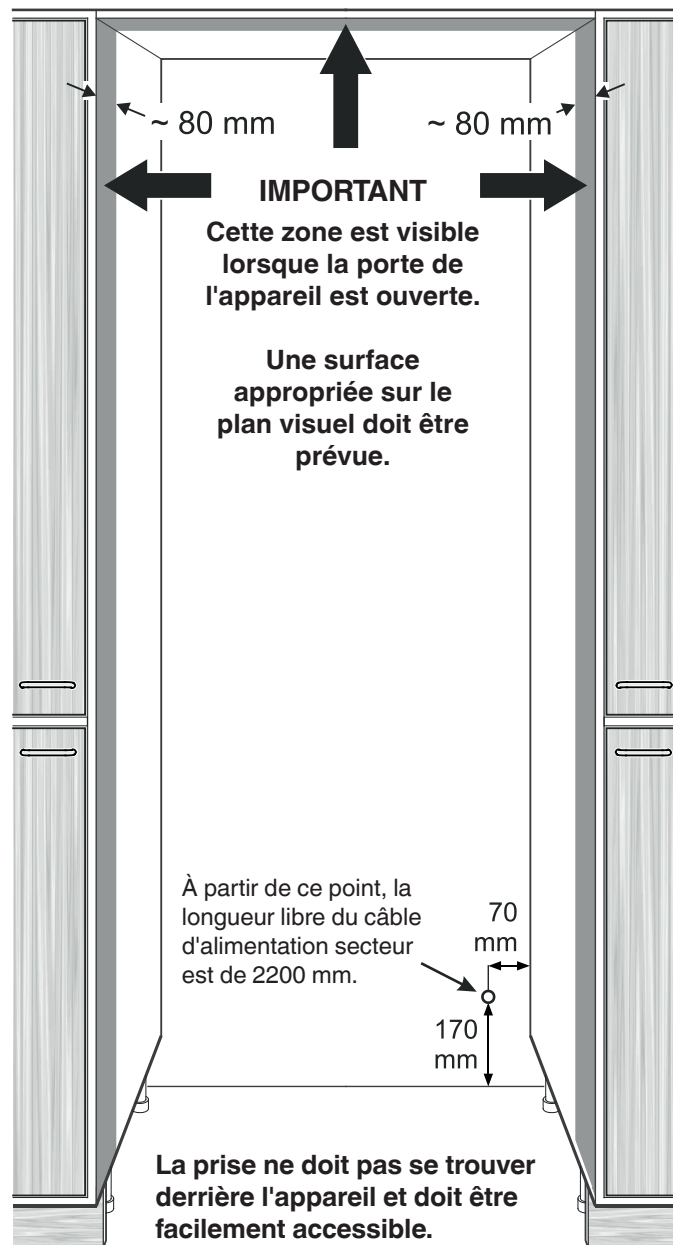 ~ 80 mm
~ 80 mm
IMPORTANT
Cette zone est visible
lorsque la porte de
l'appareil est ouverte.
Une surface
appropriée sur le
plan visuel doit être
prévue.
À partir de ce point, la
longueur libre du câble
d'alimentation secteur
est de 2200 mm.
70
mm
170
mm
La prise ne doit pas se trouver
derrière l'appareil et doit être
facilement accessible.